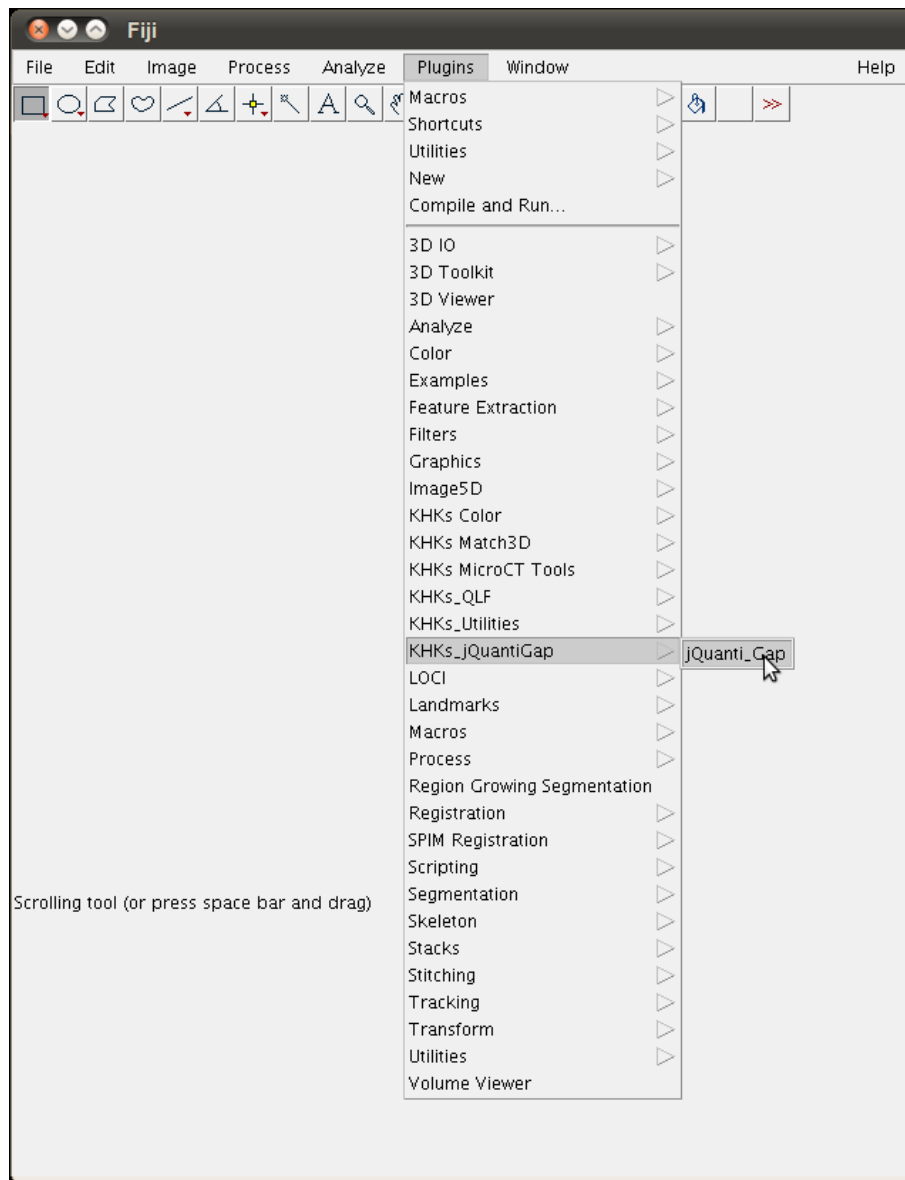 Fiji
File Edit Image Process Analyze Plugins Window Help
A >>
Macros
Shortcuts
Utilities
New
Compile and Run...
3D IO
3D Toolkit
3D Viewer
Analyze
Color
Examples
Feature Extraction
Filters
Graphics
Image5D
KHKs Color
KHKs Match3D
KHKs MicroCT Tools
KHKs_QLF
KHKs_Utilities
KHKs_jQuantiGap
jQuanti_Gap
LOCI
Landmarks
Macros
Process
Region Growing Segmentation
Registration
SPIM Registration
Scripting
Segmentation
Scrolling tool (or press space bar and drag)
Skeleton
Stacks
Stitching
Tracking
Transform
Utilities
Volume Viewer